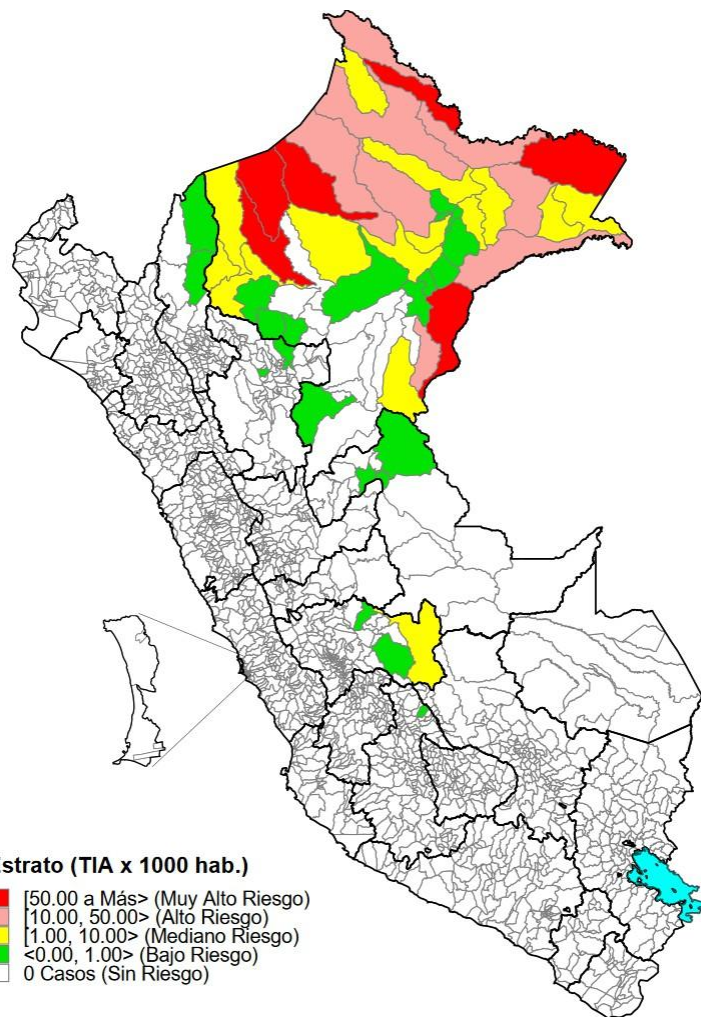 Estrato (TIA x 1000 hab.)
[50.00 a Más> (Muy Alto Riesgo)
[10.00, 50.00> (Alto Riesgo)
[1.00, 10.00> (Mediano Riesgo)
<0.00, 1.00> (Bajo Riesgo)
0 Casos (Sin Riesgo)